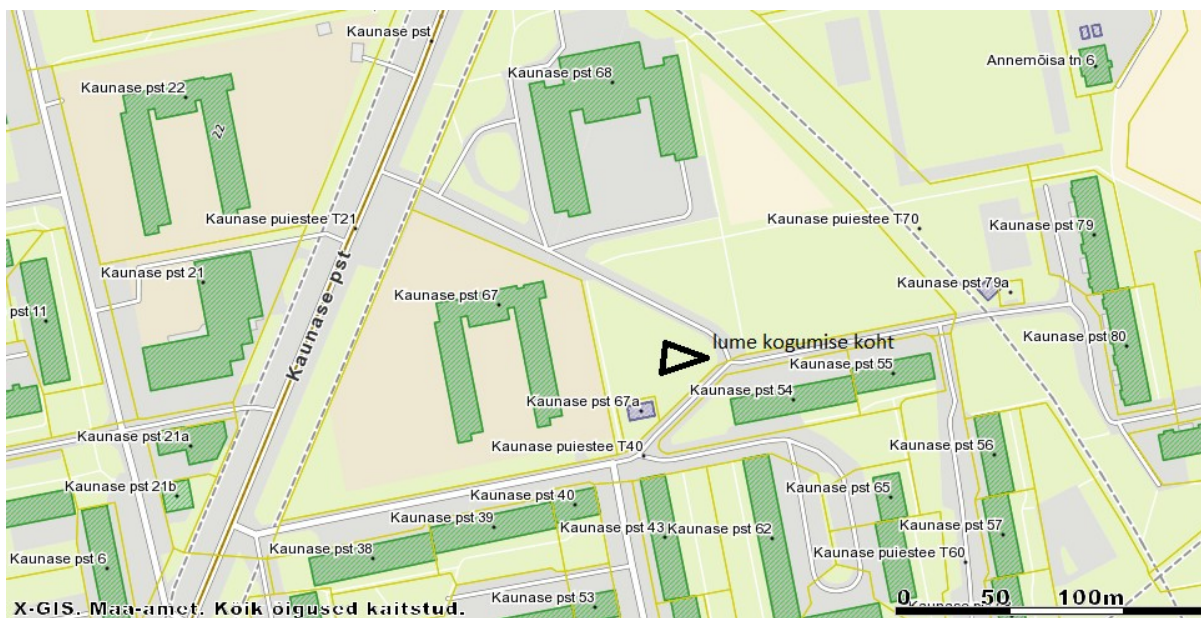 Kaunase pst
Kaunase pst 68
Annemõisa tn 6
Kaunase pst 22
22
Kaunase puiestee T21
Kaunase puiestee T70
Kaunase pst 79
Kaunase pst 21
Kaunase pst
Kaunase pst 67
Kaunase pst 79a
pst 11
lume kogumise koht
Kaunase pst 80
Kaunase pst 55
Kaunase pst 54
Kaunase pst 67a
Kaunase pst 21a
Kaunase puiestee T40
Kaunase pst 56
Kaunase pst 21b
Kaunase pst 40
Kaunase pst 65
Kaunase pst 39
Kaunase pst 43
Kaunase pst 62
Kaunase pst 57
Kaunase pst 6
Kaunase pst 38
Kaunase puiestee T60
Kaunase pst 53
Kaunase
X-GIS. Maa-amet. Kõik õigused kaitstud.
0 50 100m